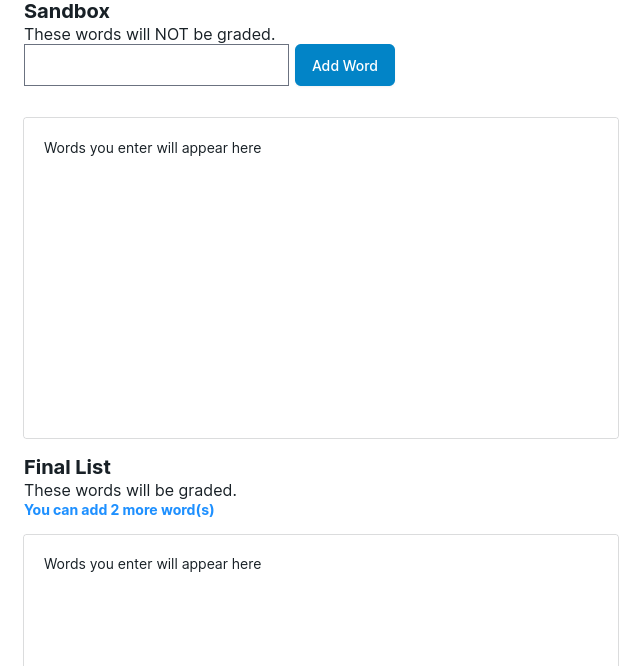 Sandbox
These words will NOT be graded.
Add Word
Words you enter will appear here
Final List
These words will be graded.
You can add 2 more word(s)
Words you enter will appear here